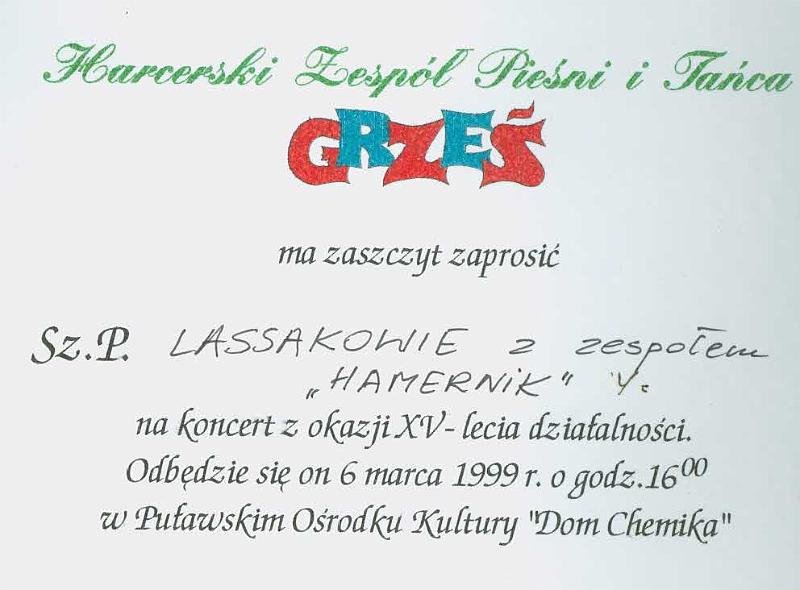 Harcerski Zespól Pieśni i Tańca
GRZEŚ
ma zaszczyt zaprosić
Sz.P. LASSAKOWIE z zespołem
„HAMERNIK"
na koncert z okazji XV- lecia działalności.
Odbędzie się on 6 marca 1999 r. o godz.16⁰⁰
w Puławskim Ośrodku Kultury "Dom Chemika"